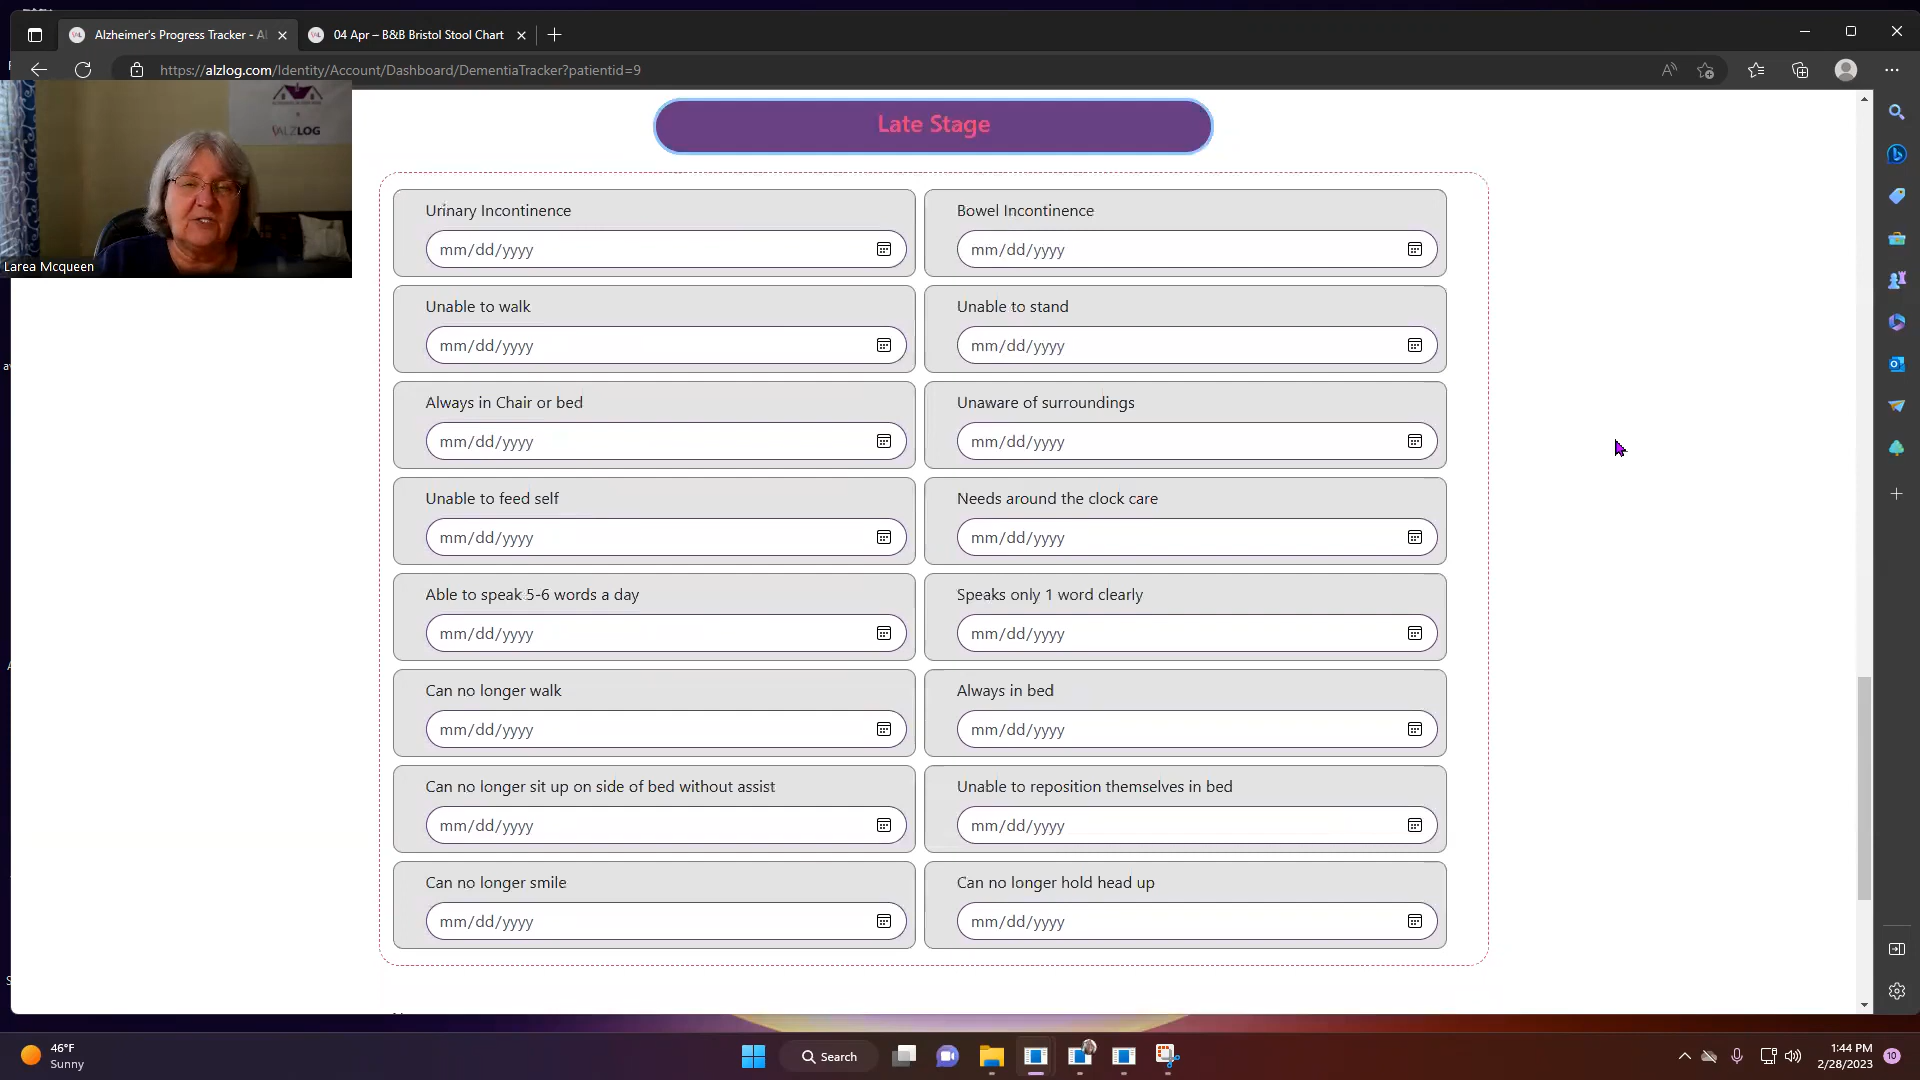 Alzheimer's Progress Tracker - Al
04 Apr – B&B Bristol Stool Chart
https://alzlog.com/Identity/Account/Dashboard/DementiaTracker?patientid=9
ALZLOG
Larea Mcqueen
Late Stage
Urinary Incontinence
mm/dd/yyyy
Bowel Incontinence
mm/dd/yyyy
Unable to walk
mm/dd/yyyy
Unable to stand
mm/dd/yyyy
Always in Chair or bed
mm/dd/yyyy
Unaware of surroundings
mm/dd/yyyy
Unable to feed self
mm/dd/yyyy
Needs around the clock care
mm/dd/yyyy
Able to speak 5-6 words a day
mm/dd/yyyy
Speaks only 1 word clearly
mm/dd/yyyy
Can no longer walk
mm/dd/yyyy
Always in bed
mm/dd/yyyy
Can no longer sit up on side of bed without assist
mm/dd/yyyy
Unable to reposition themselves in bed
mm/dd/yyyy
Can no longer smile
mm/dd/yyyy
Can no longer hold head up
mm/dd/yyyy
46°F
Sunny
Search
1:44 PM
2/28/2023
10